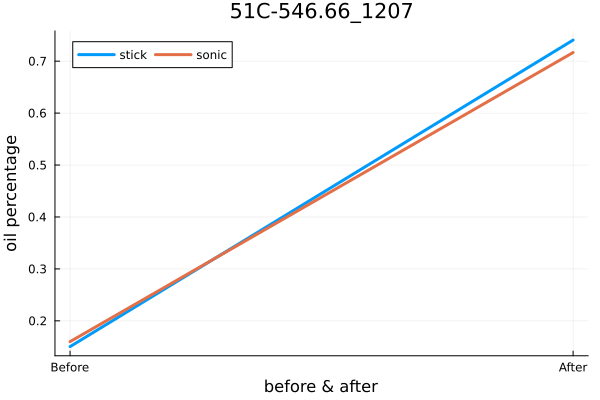 51C-546.66_1207
stick sonic
0.7
0.6
0.5
0.4
0.3
0.2
oil percentage
Before After
before & after